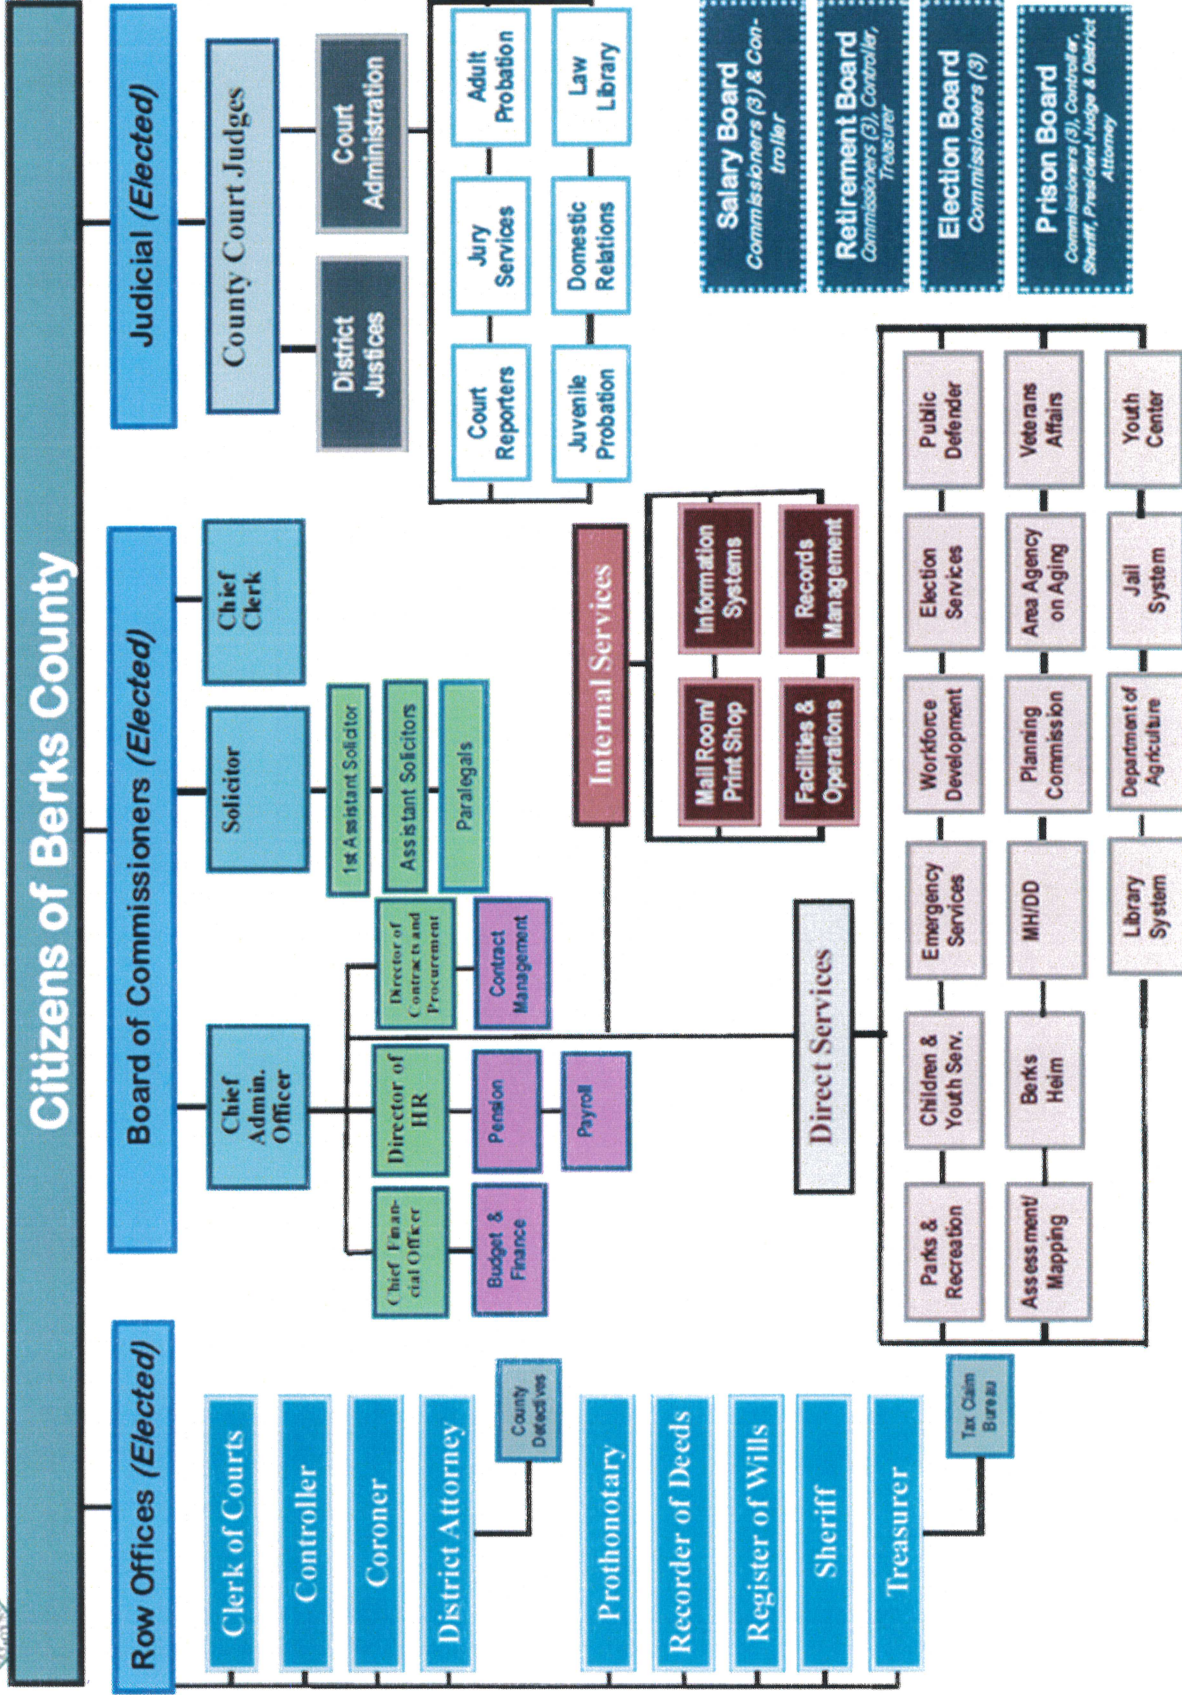 Citizens of Berks County
Row Offices (Elected)
Clerk of Courts
Controller
Coroner
District Attorney
County
Detectives
Prothonotary
Recorder of Deeds
Register of Wills
Sheriff
Treasurer
Tax Claim
Bureau
Board of Commissioners (Elected)
Chief
Admin.
Officer
Solicitor
Chief
Clerk
1st Assistant Solicitor
Assistant Solicitors
Paralegals
Chief Finan-
cial Officer
Director of
HR
Director of
Contracts and
Procurement
Budget &
Finance
Pension
Contract
Management
Payroll
Internal Services
Mail Room/
Print Shop
Information
Systems
Facilities &
Operations
Records
Management
Direct Services
Parks &
Recreation
Children &
Youth Serv.
Emergency
Services
Workforce
Development
Election
Services
Public
Defender
Assessment/
Mapping
Berks
Heim
MH/DD
Planning
Commission
Area Agency
on Aging
Veterans
Affairs
Library
System
Department of
Agriculture
Jail
System
Youth
Center
Judicial (Elected)
County Court Judges
District
Justices
Court
Administration
Court
Reporters
Jury
Services
Adult
Probation
Juvenile
Probation
Domestic
Relations
Law
Library
Salary Board
Commissioners (3) & Con-
troller
Retirement Board
Commissioners (3), Controller,
Treasurer
Election Board
Commissioners (3)
Prison Board
Commissioners (3), Controller,
Sheriff, President Judge & District
Attorney